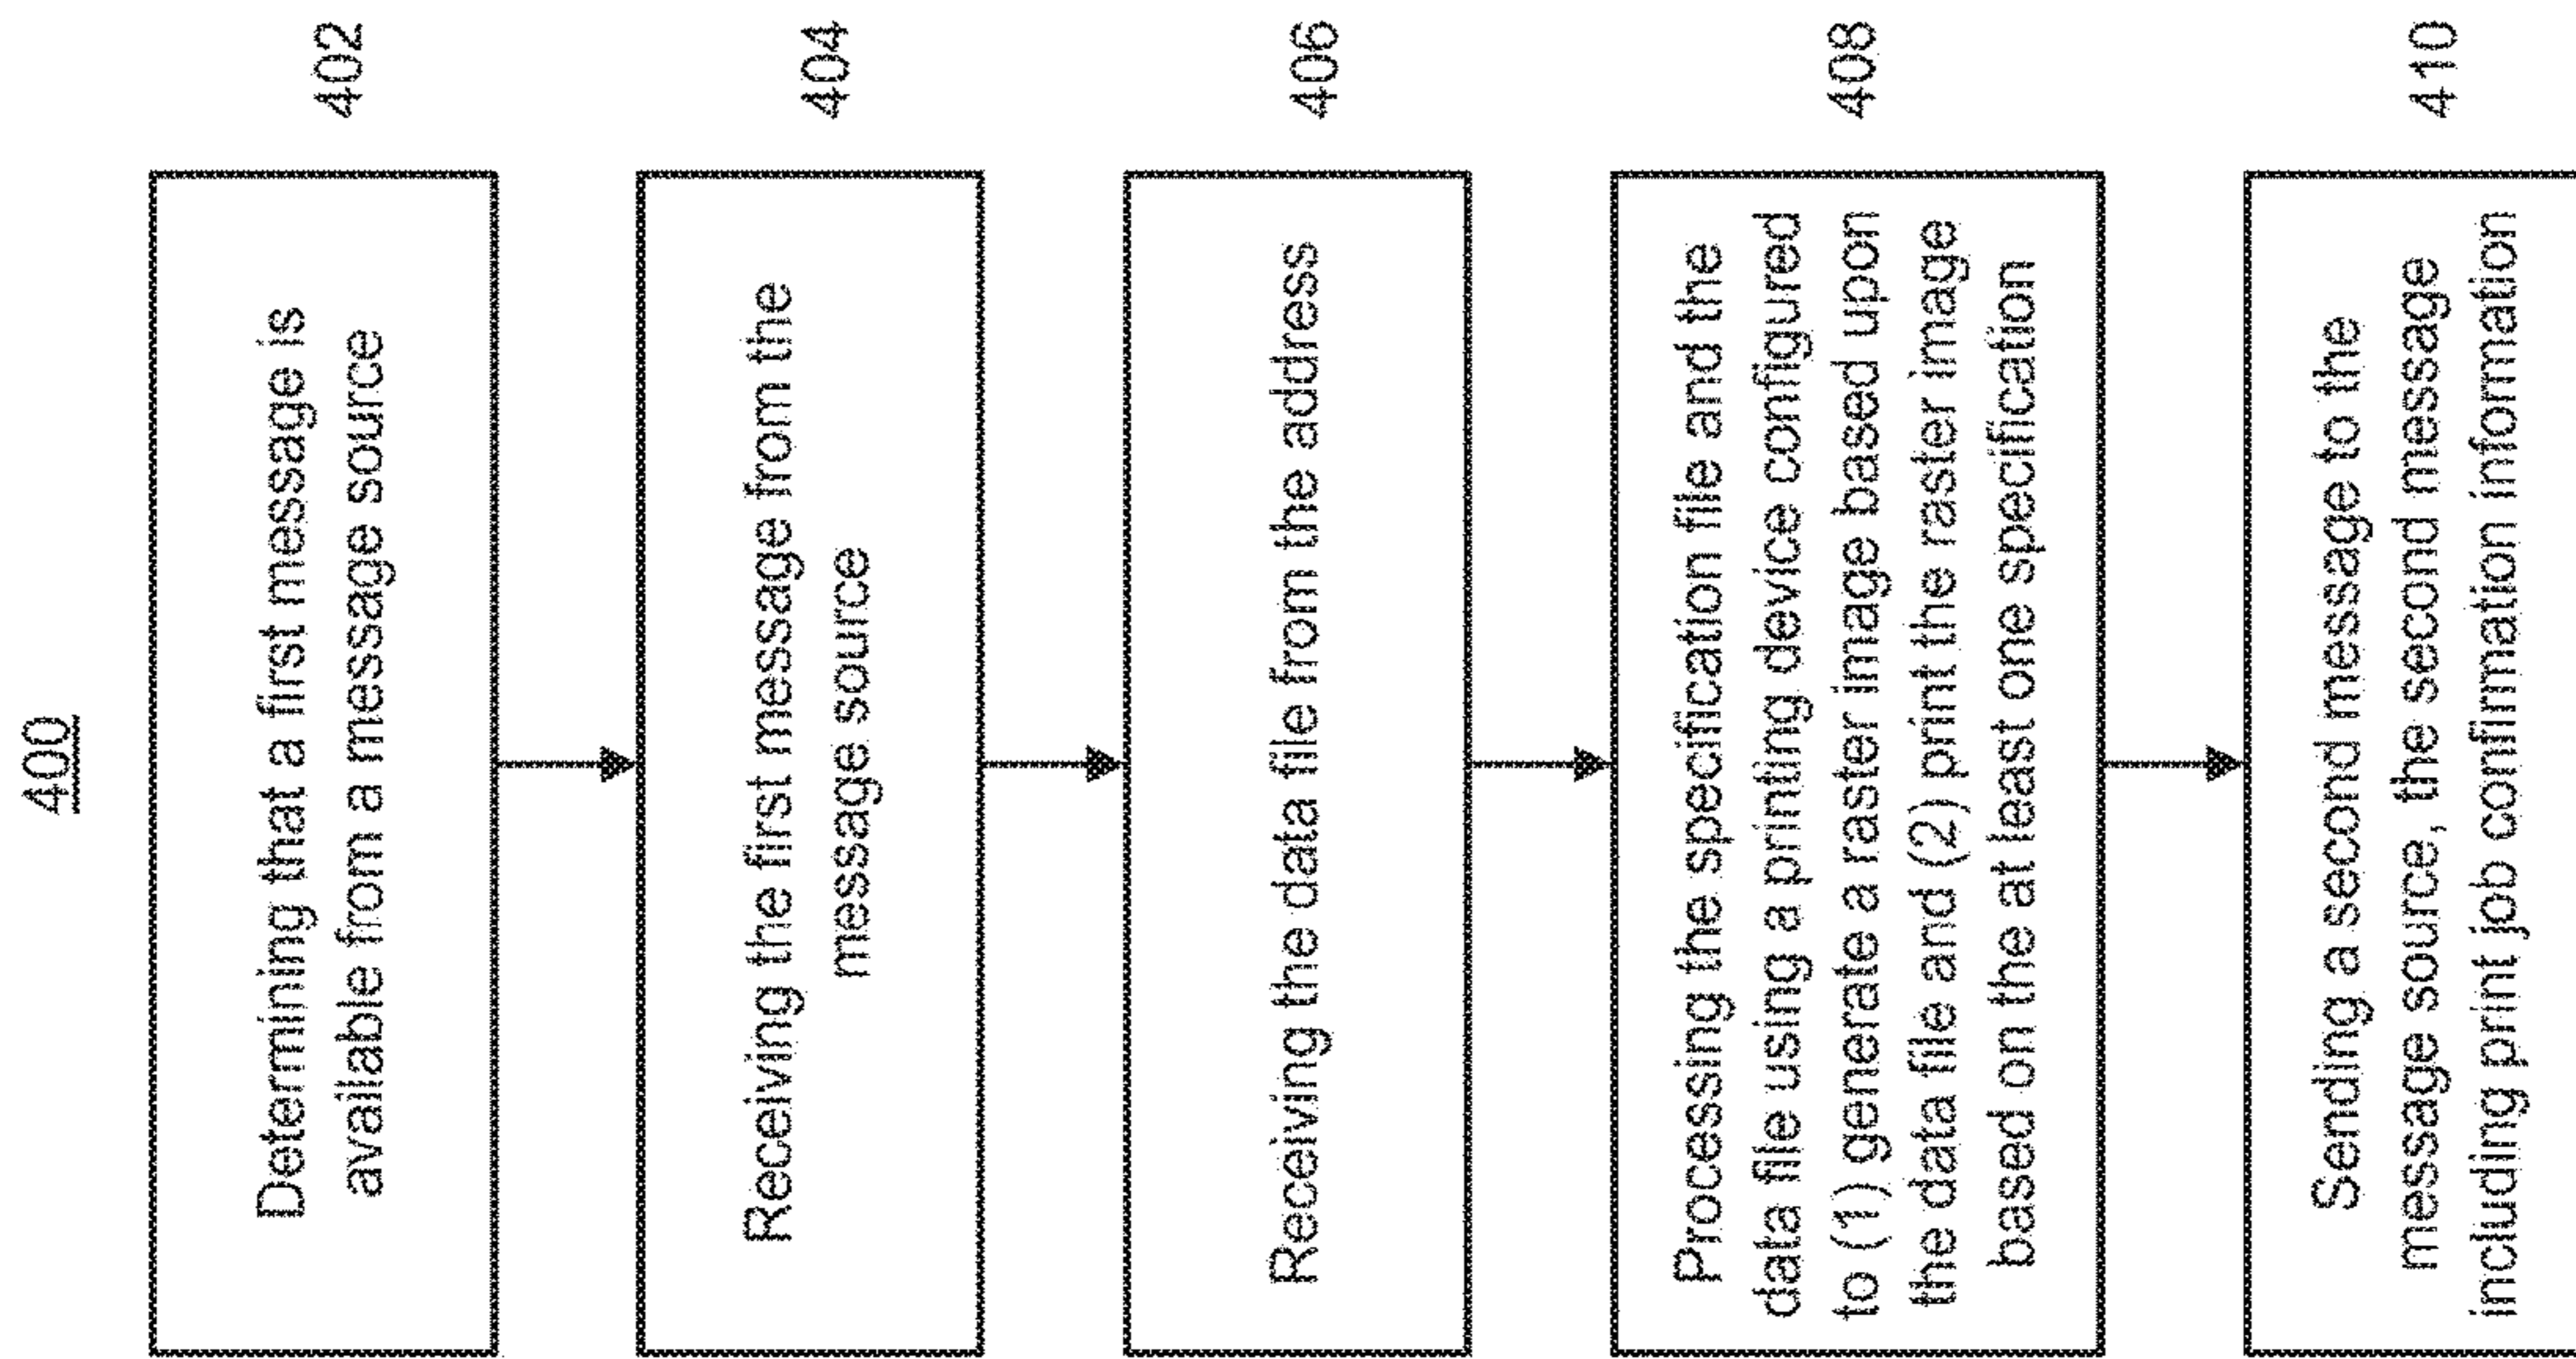 400
Determining that a first message is
available from a message source
402
Receiving the first message from the
message source
404
Receiving the data file from the address
406
Processing the specification file and the
data file using a printing device configured
to (1) generate a raster image based upon
the data file and (2) print the raster image
based on the at least one specification
408
Sending a second message to the
message source, the second message
including print job confirmation information
410